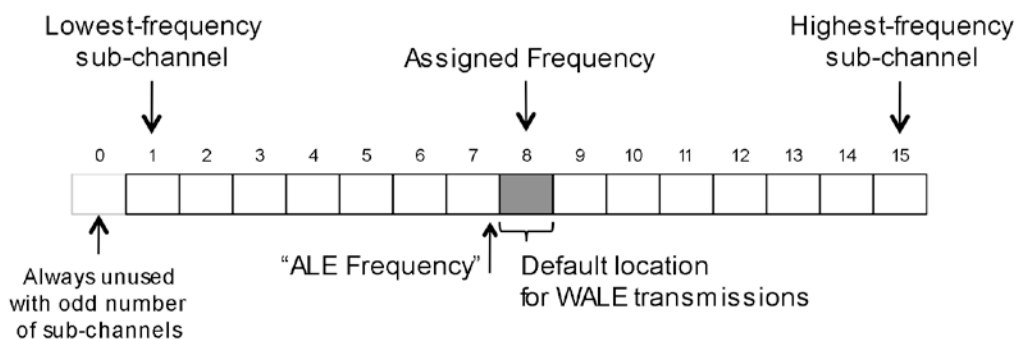 Lowest-frequency
sub-channel
Assigned Frequency
Highest-frequency
sub-channel
0 1 2 3 4 5 6 7 8 9 10 11 12 13 14 15
Always unused
with odd number
of sub-channels
“ALE Frequency”
Default location
for WALE transmissions